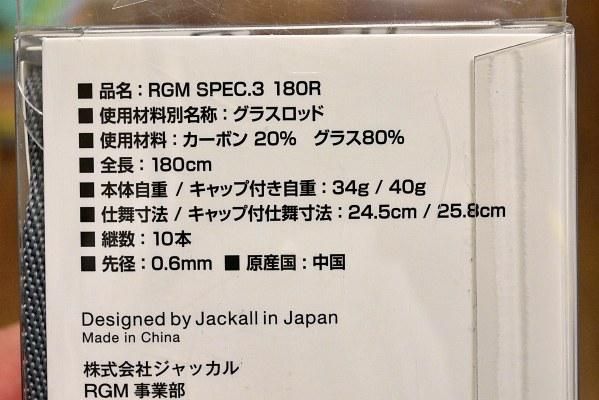 ■ 品名：RGM SPEC.3 180R
■ 使用材料別名称：グラスロッド
■ 使用材料：カーボン 20%　グラス80%
■ 全長：180cm
■ 本体自重 / キャップ付き自重：34g / 40g
■ 仕舞寸法 / キャップ付仕舞寸法：24.5cm / 25.8cm
■ 継数：10本
■ 先径：0.6mm ■ 原産国：中国
Designed by Jackall in Japan
Made in China
株式会社ジャッカル
RGM 事業部